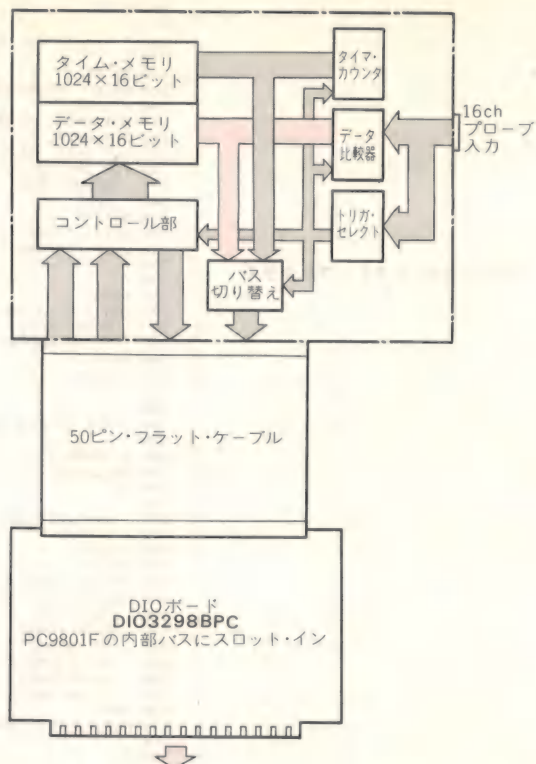 タイム・メモリ
1024×16ビット
データ・メモリ
1024×16ビット
コントロール部
タイマ・
カウンタ
データ
比較器
トリガ・
セレクト
バス
切り替え
16ch
プローブ
入力
50ピン・フラット・ケーブル
DIOボード
DIO3298BPC
PC9801Fの内部バスにスロット・イン